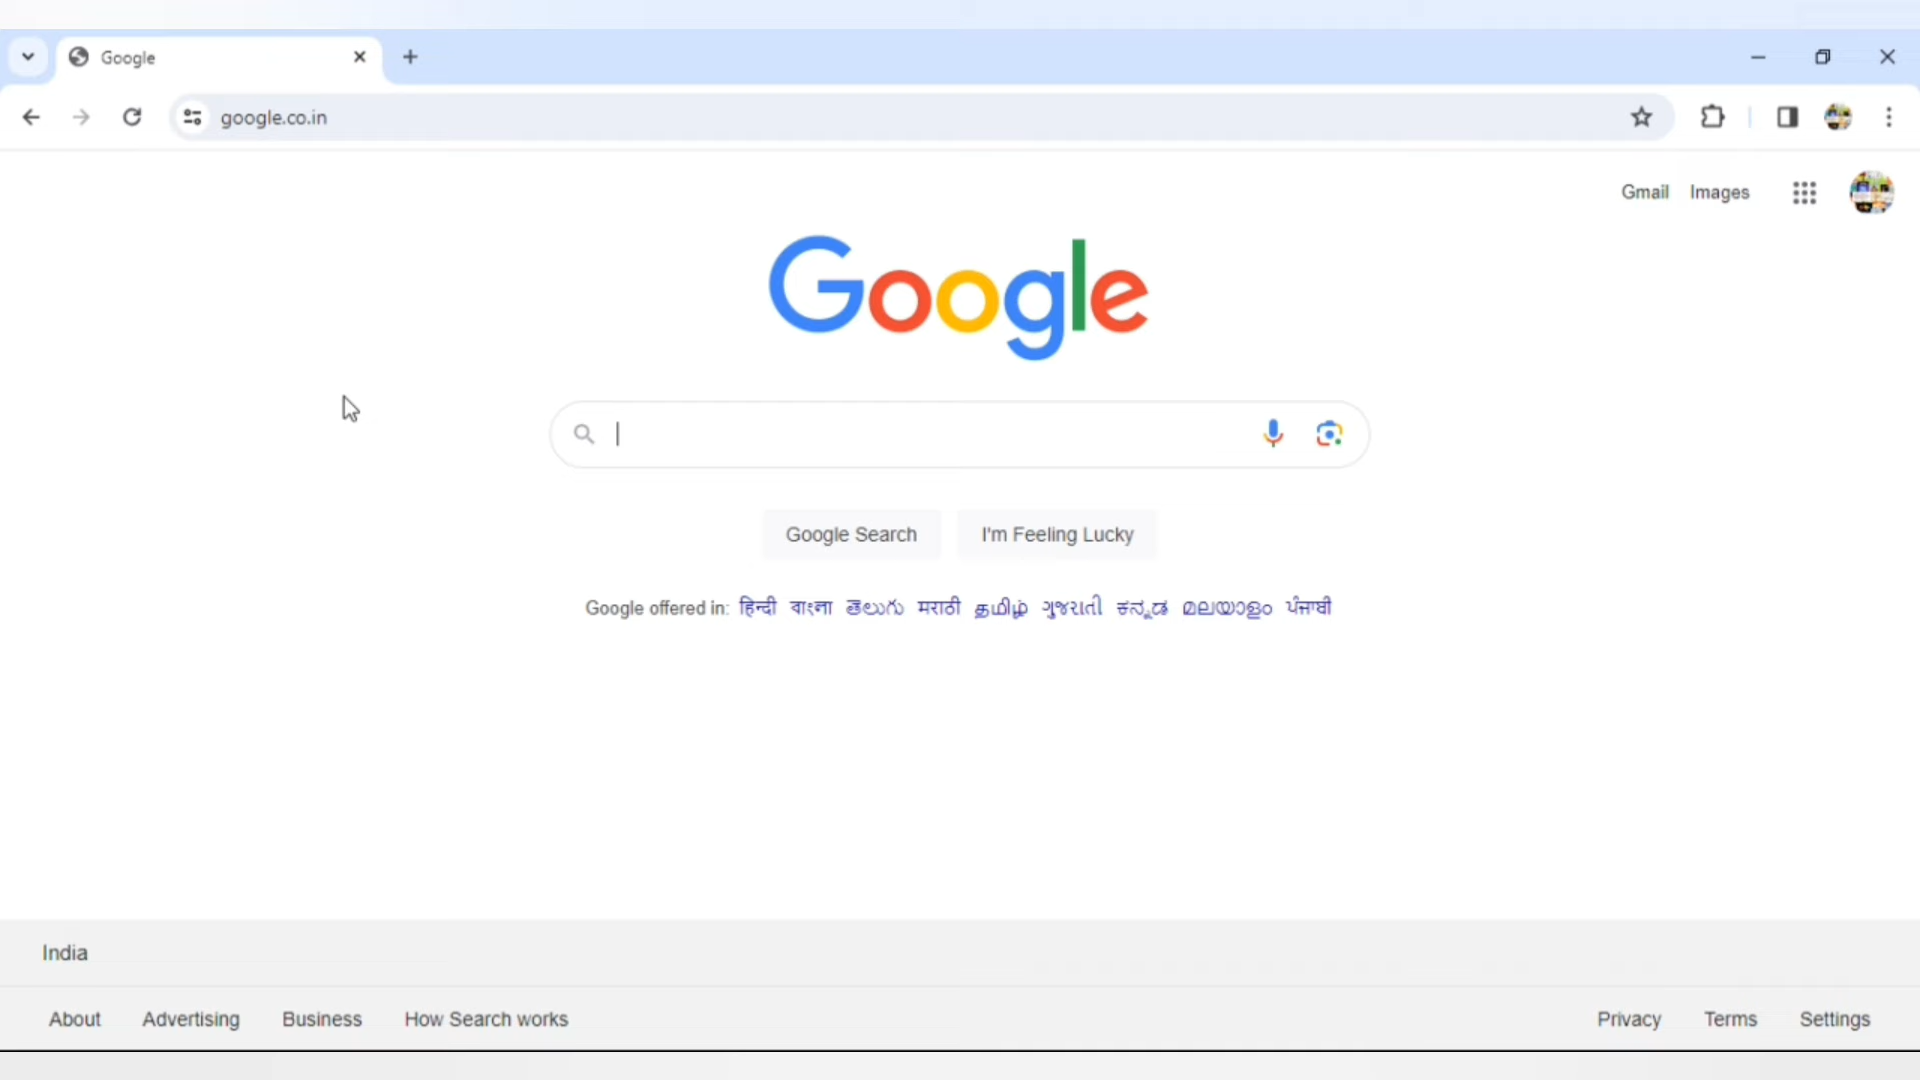 Google
google.co.in
Gmail Images
Google
Google Search I'm Feeling Lucky
Google offered in: हिन्दी বাংলা తెలుగు मराठी தமிழ் ગુજરાતી ಕನ್ನಡ മലയാളം ਪੰਜਾਬੀ
India
About Advertising Business How Search works Privacy Terms Settings